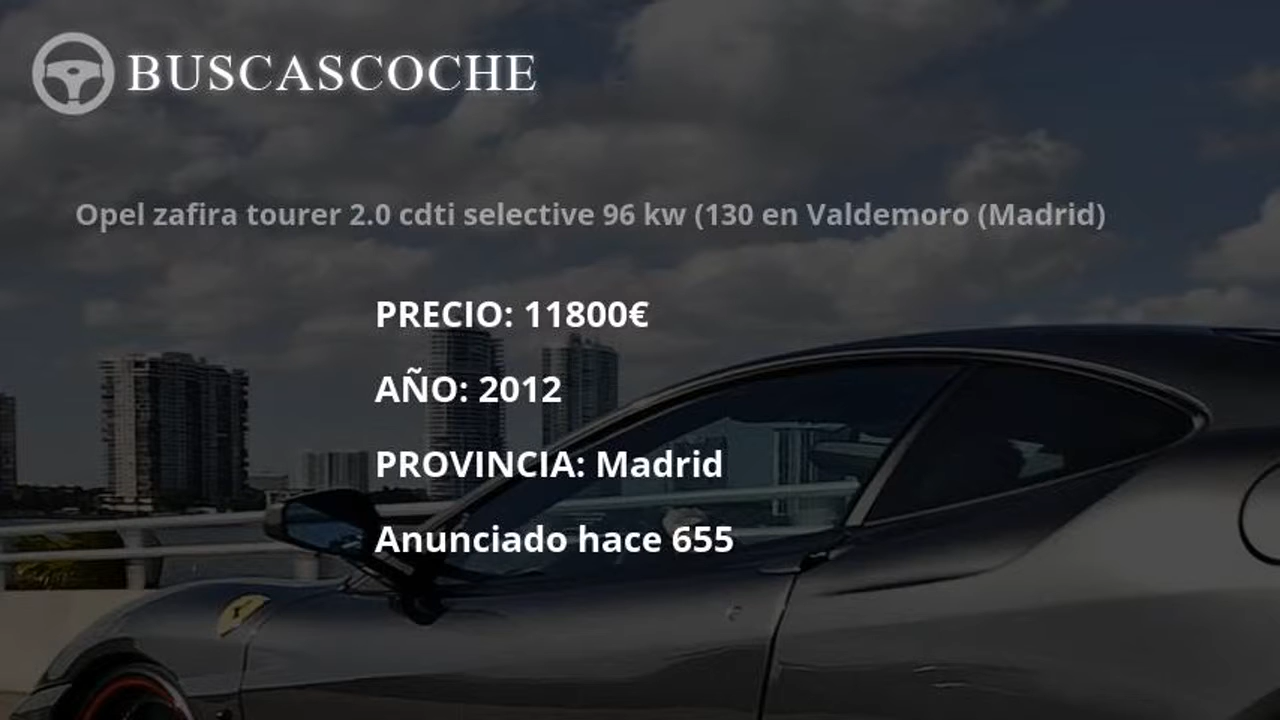 BUSCASCOCHE
Opel zafira tourer 2.0 cdti selective 96 kw (130 en Valdemoro (Madrid)
PRECIO: 11800€
AÑO: 2012
PROVINCIA: Madrid
Anunciado hace 655